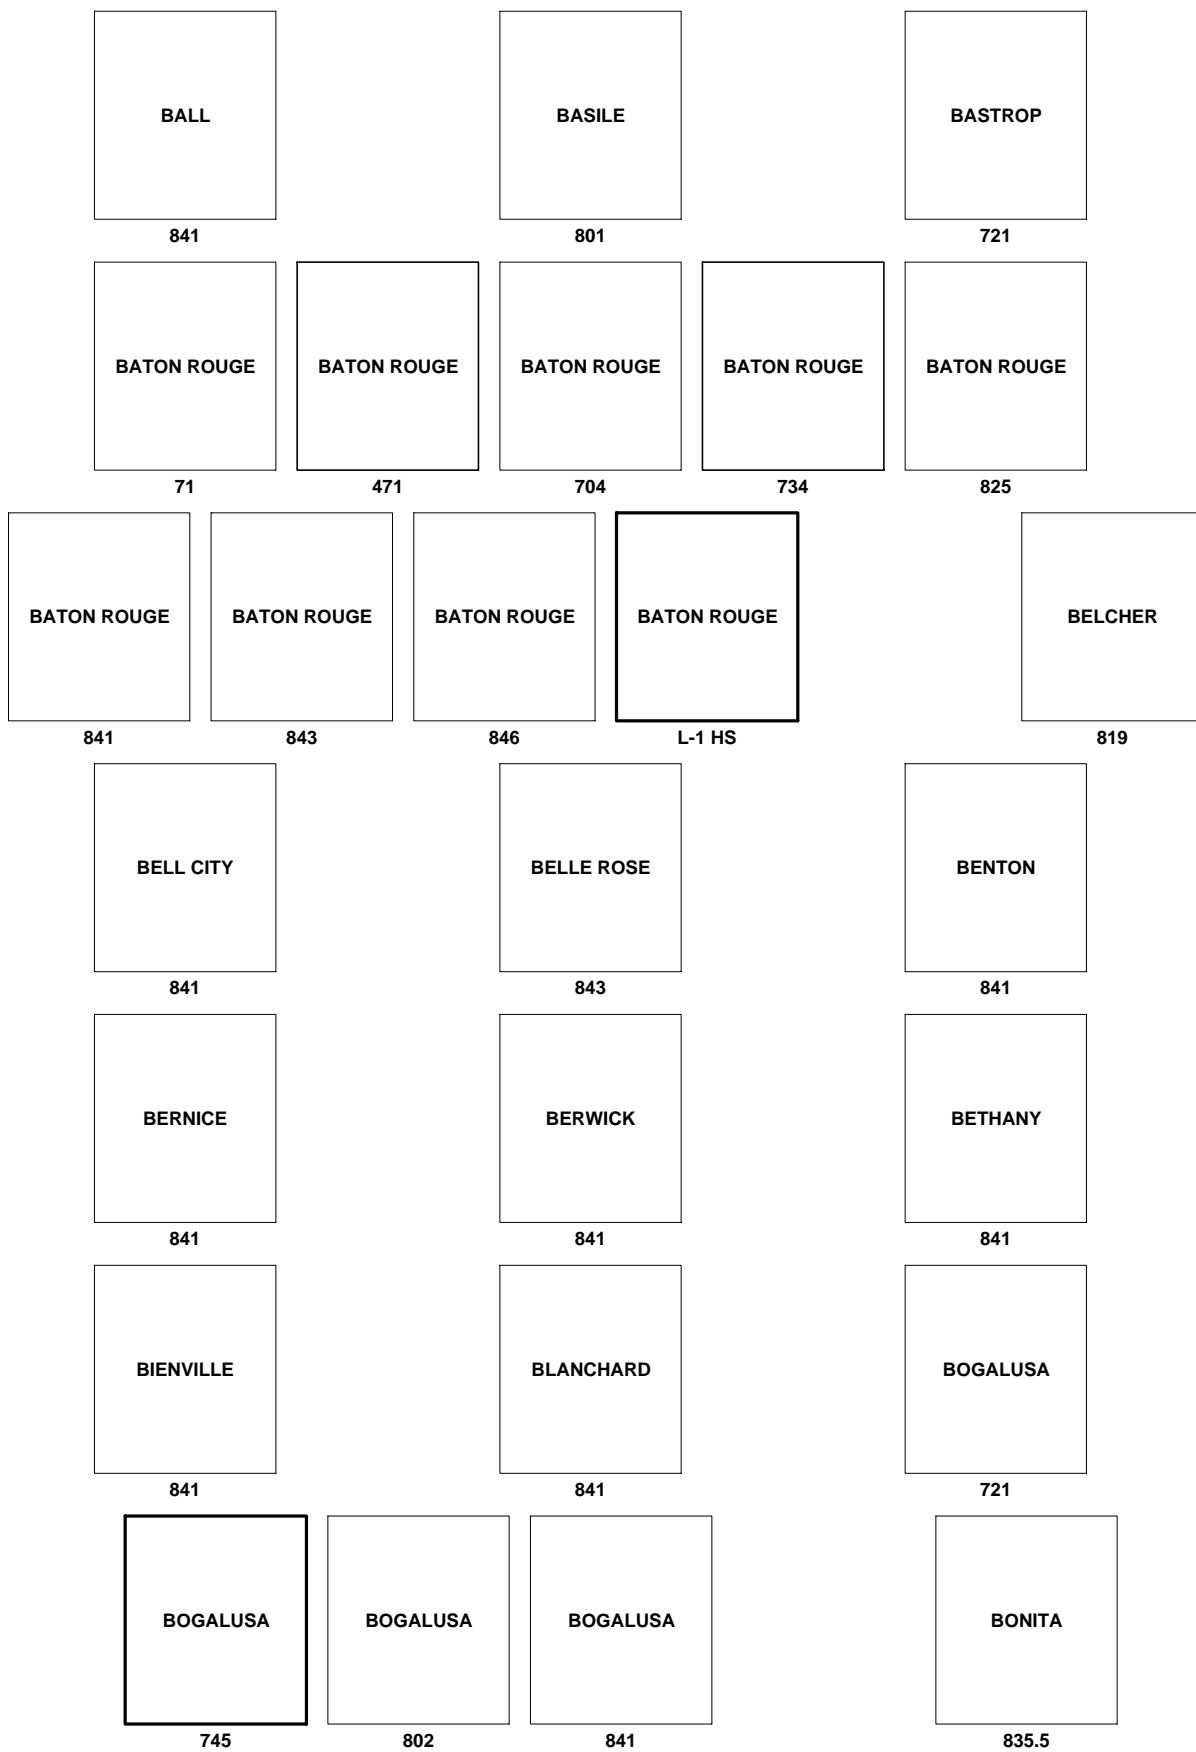 BALL BASILE BASTROP
841 801 721
BATON ROUGE BATON ROUGE BATON ROUGE BATON ROUGE BATON ROUGE
71 471 704 734 825
BATON ROUGE BATON ROUGE BATON ROUGE BATON ROUGE BELCHER
841 843 846 L-1 HS 819
BELL CITY BELLE ROSE BENTON
841 843 841
BERNICE BERWICK BETHANY
841 841 841
BIENVILLE BLANCHARD BOGALUSA
841 841 721
BOGALUSA BOGALUSA BOGALUSA BONITA
745 802 841 835.5